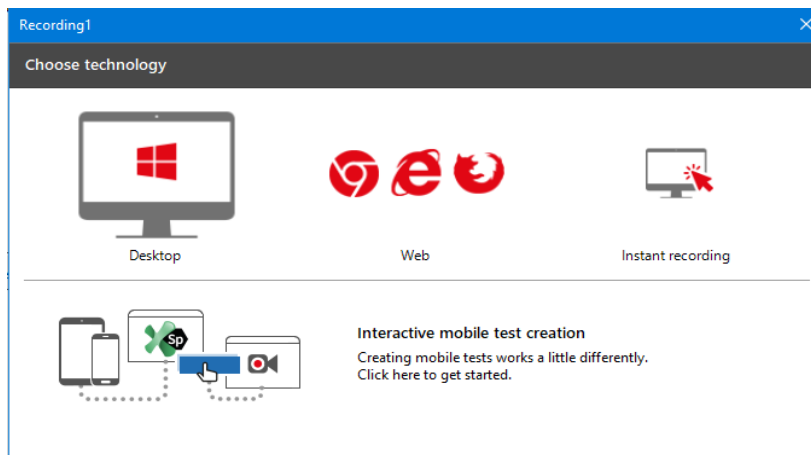 Recording1
Choose technology
Desktop
Web
Instant recording
Sp
Interactive mobile test creation
Creating mobile tests works a little differently.
Click here to get started.